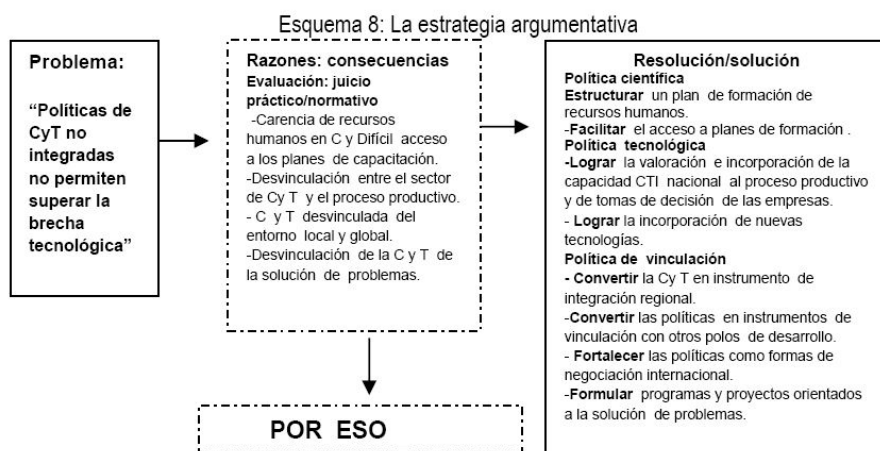 Esquema 8: La estrategia argumentativa
Problema:
“Políticas de
CyT no
integradas
no permiten
superar la
brecha
tecnológica”
Razones: consecuencias
Evaluación: juicio
práctico/normativo
-Carencia de recursos
humanos en C y Difícil acceso
a los planes de capacitación.
-Desvinculación entre el sector
de Cy T y el proceso productivo.
- C y T desvinculada del
entorno local y global.
-Desvinculación de la C y T de
la solución de problemas.
POR ESO
Resolución/solución
Política científica
Estructurar un plan de formación de
recursos humanos.
-Facilitar el acceso a planes de formación .
Política tecnológica
-Lograr la valoración e incorporación de la
capacidad CTI nacional al proceso productivo
y de tomas de decisión de las empresas.
- Lograr la incorporación de nuevas
tecnologías.
Política de vinculación
- Convertir la Cy T en instrumento de
integración regional.
-Convertir las políticas en instrumentos de
vinculación con otros polos de desarrollo.
- Fortalecer las políticas como formas de
negociación internacional.
-Formular programas y proyectos orientados
a la solución de problemas.